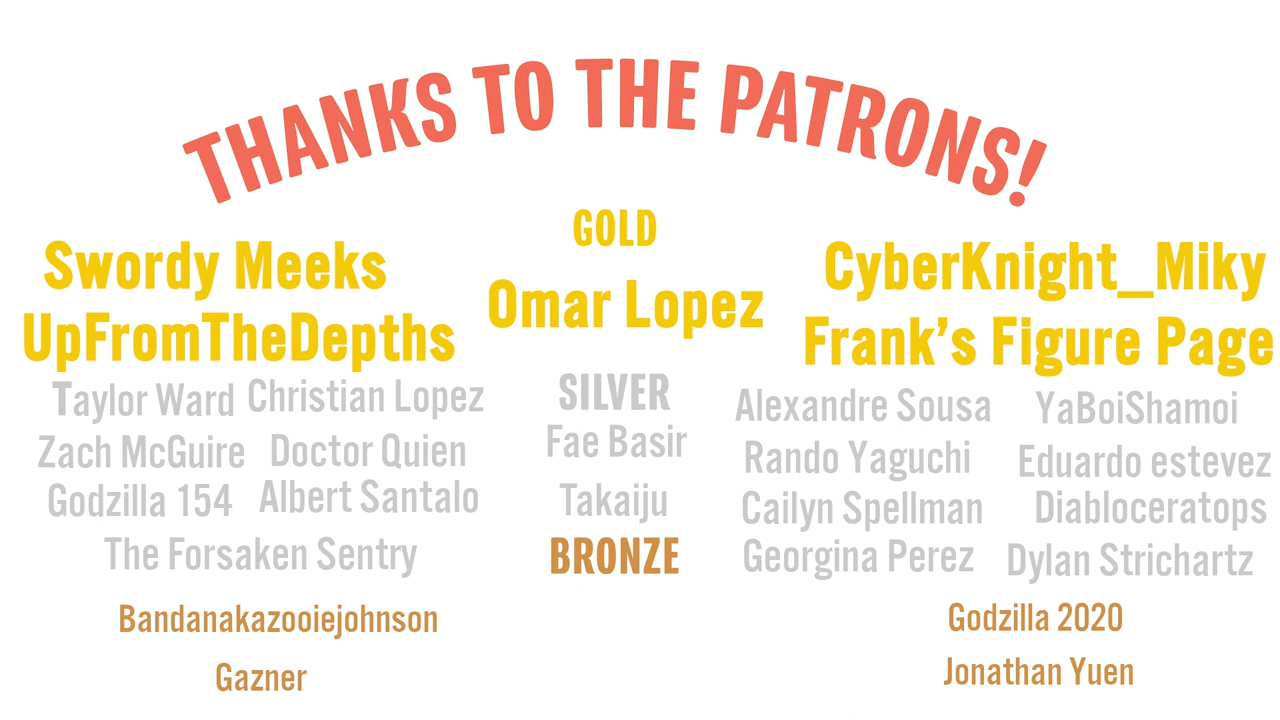 THANKS TO THE PATRONS!
GOLD
Swordy Meeks
UpFromTheDepths
Omar Lopez
CyberKnight_Miky
Frank's Figure Page
SILVER
Taylor Ward Christian Lopez
Zach McGuire Doctor Quien
Godzilla 154 Albert Santalo
The Forsaken Sentry
Fae Basir
Takaiju
Alexandre Sousa YaBoiShamoi
Rando Yaguchi Eduardo estevez
Cailyn Spellman Diabloceratops
Georgina Perez Dylan Strichartz
BRONZE
Bandanakazooiejohnson
Gazner
Godzilla 2020
Jonathan Yuen